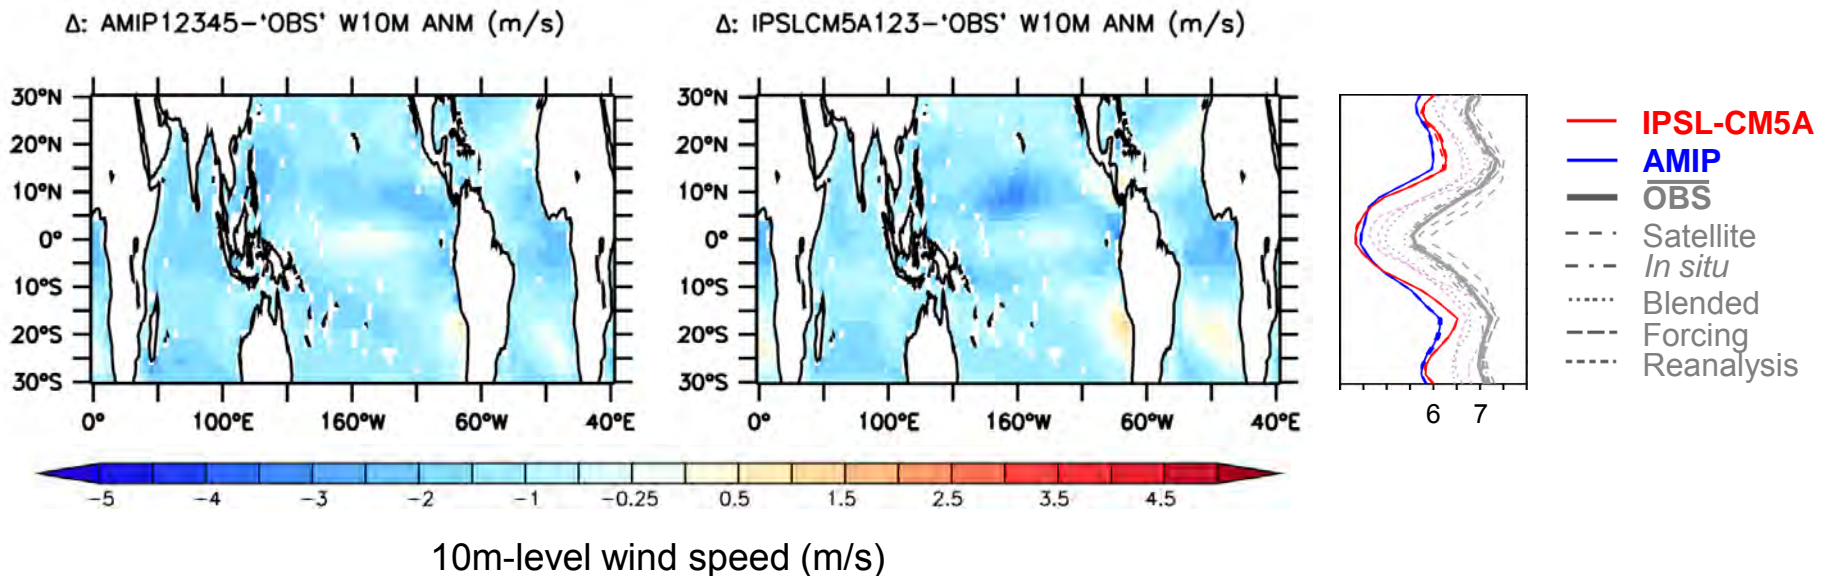 Δ: AMIP12345-'OBS' W10M ANM (m/s)
Δ: IPSLCM5A123-'OBS' W10M ANM (m/s)
30°N
20°N
10°N
0°
10°S
20°S
30°S
0° 100°E 160°W 60°W 40°E
30°N
20°N
10°N
0°
10°S
20°S
30°S
0° 100°E 160°W 60°W 40°E
6 7
IPSL-CM5A
AMIP
OBS
Satellite
In situ
Blended
Forcing
Reanalysis
-5 -4 -3 -2 -1 -0.25 0.5 1.5 2.5 3.5 4.5
10m-level wind speed (m/s)